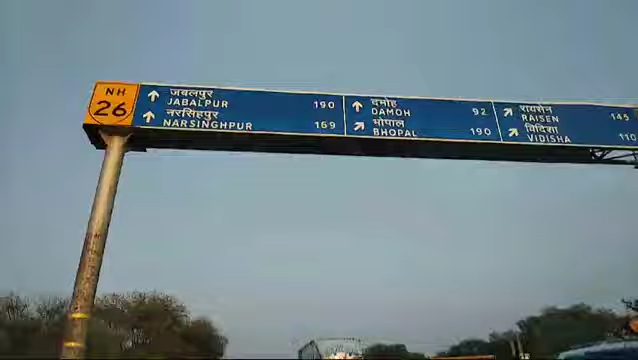 NH
26
जबलपुर
JABALPUR 190
नरसिंहपुर
NARSINGHPUR 169
दमोह
DAMOH 92
भोपाल
BHOPAL 190
रायसेन
RAISEN 145
विदिशा
VIDISHA 110